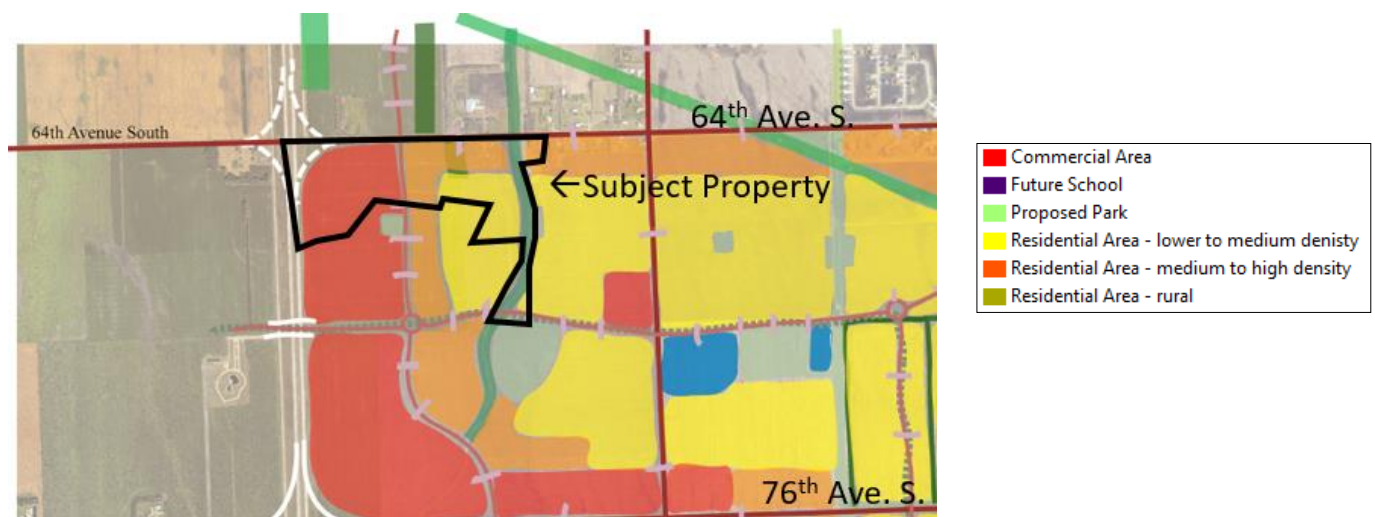 64th Ave. S.
64th Avenue South
←Subject Property
76th Ave. S.
Commercial Area
Future School
Proposed Park
Residential Area - lower to medium denisty
Residential Area - medium to high density
Residential Area - rural